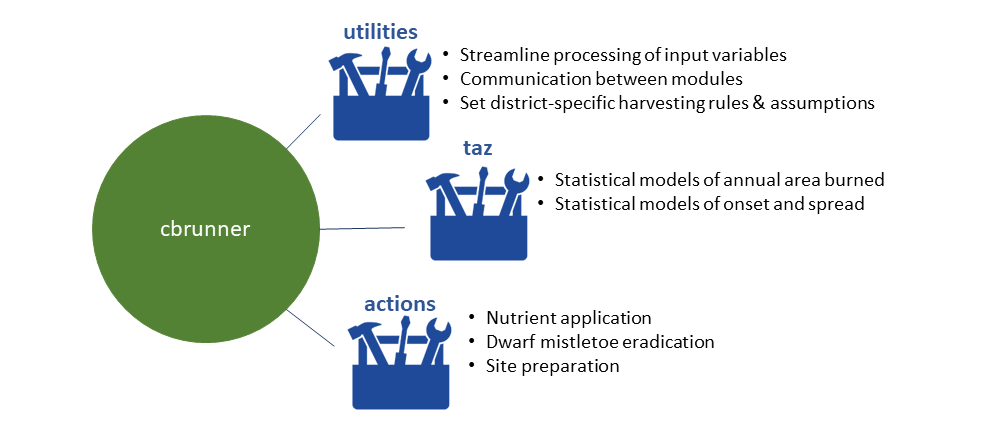 utilities
• Streamline processing of input variables
• Communication between modules
• Set district-specific harvesting rules & assumptions
cbrunner
taz
• Statistical models of annual area burned
• Statistical models of onset and spread
actions
• Nutrient application
• Dwarf mistletoe eradication
• Site preparation